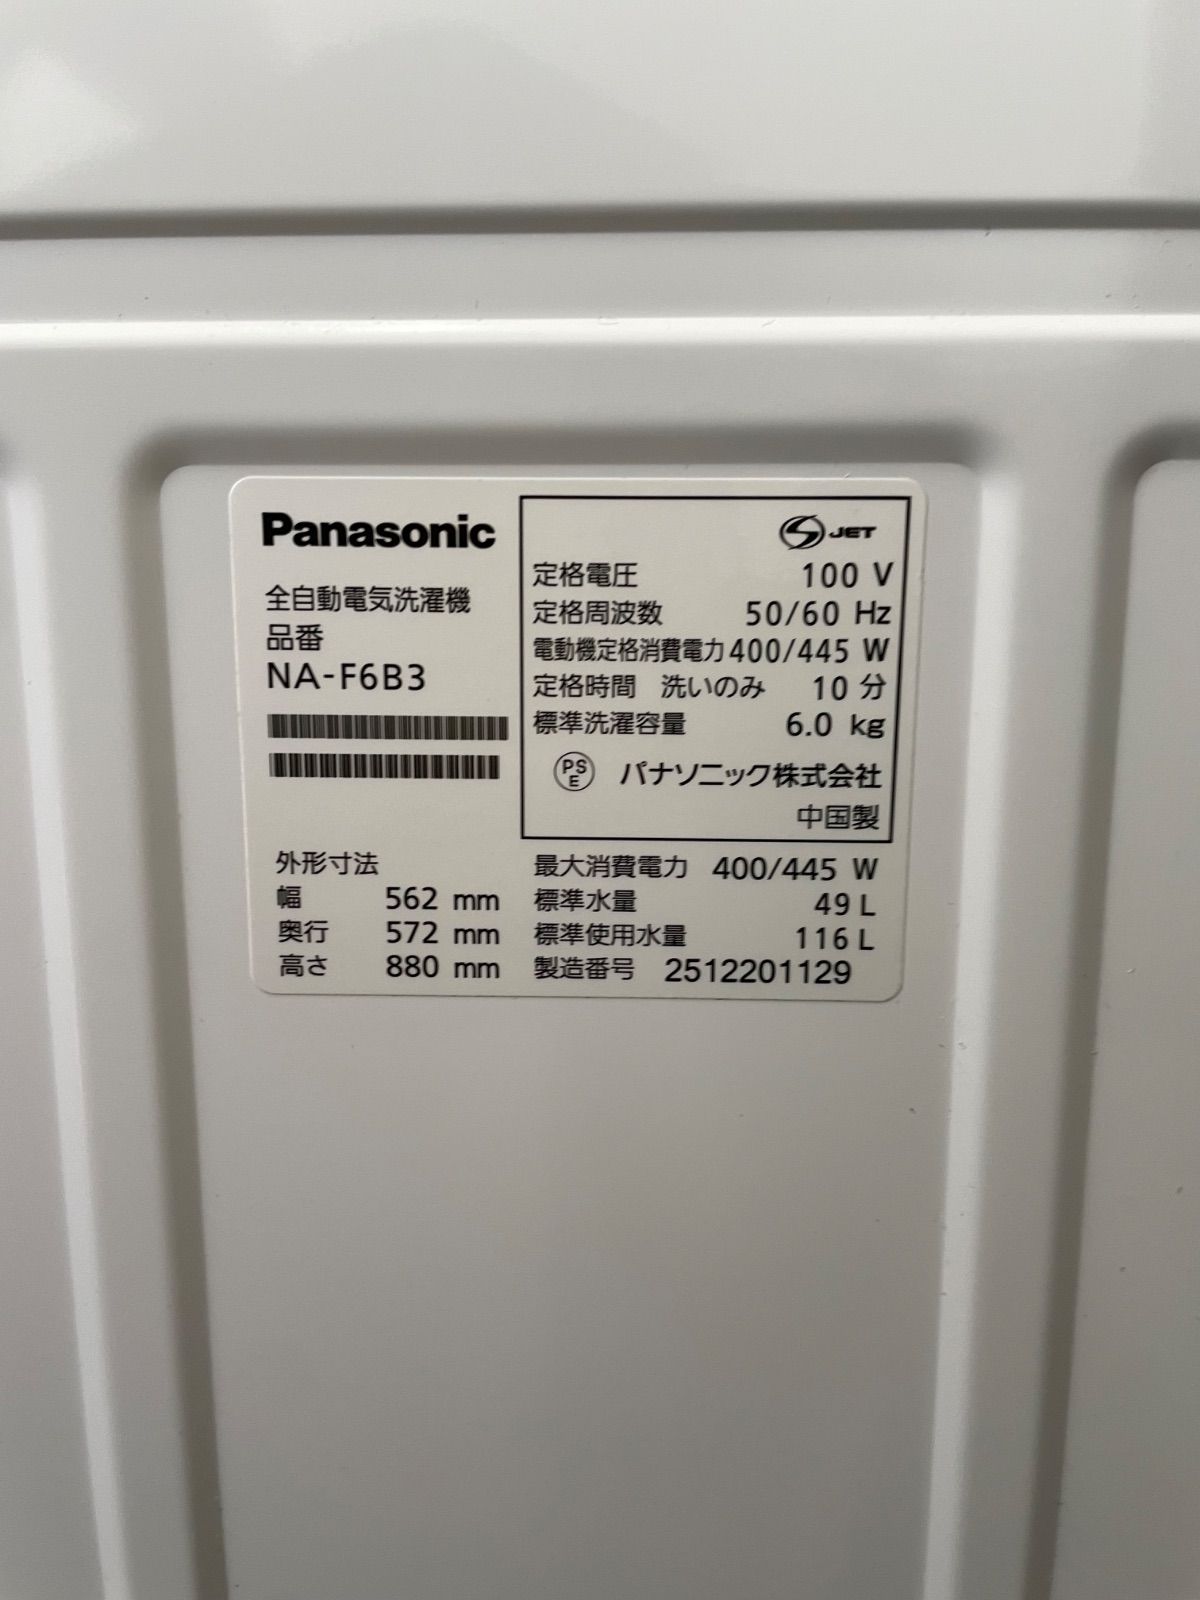 Panasonic
全自動電気洗濯機
品番
NA-F6B3
S JET
定格電圧 100 V
定格周波数 50/60 Hz
電動機定格消費電力 400/445 W
定格時間 洗いのみ 10 分
標準洗濯容量 6.0 kg
PSE パナソニック株式会社
中国製
外形寸法
幅 562 mm
奥行 572 mm
高さ 880 mm
最大消費電力 400/445 W
標準水量 49 L
標準使用水量 116 L
製造番号 2512201129